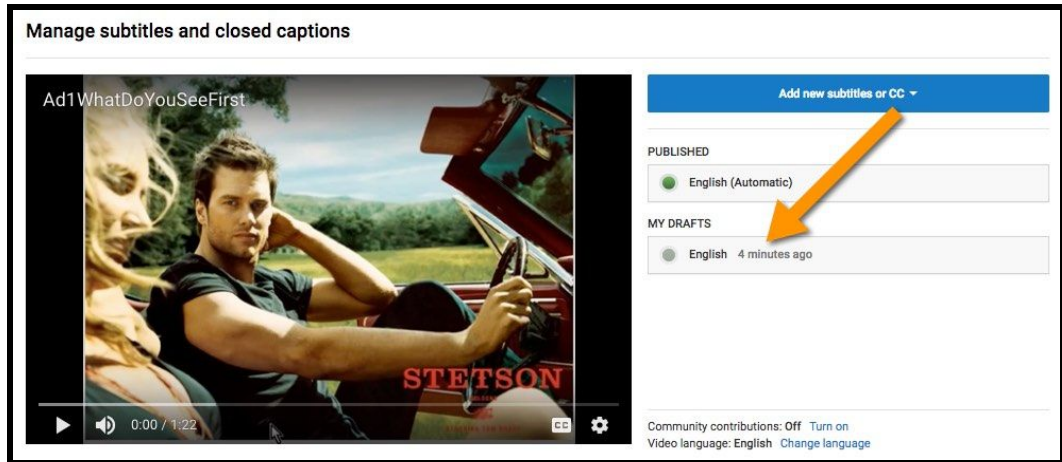 Manage subtitles and closed captions
Ad1WhatDoYouSeeFirst
STETSON
0:00 / 1:22
CC
Add new subtitles or CC
PUBLISHED
English (Automatic)
MY DRAFTS
English 4 minutes ago
Community contributions: Off Turn on
Video language: English Change language